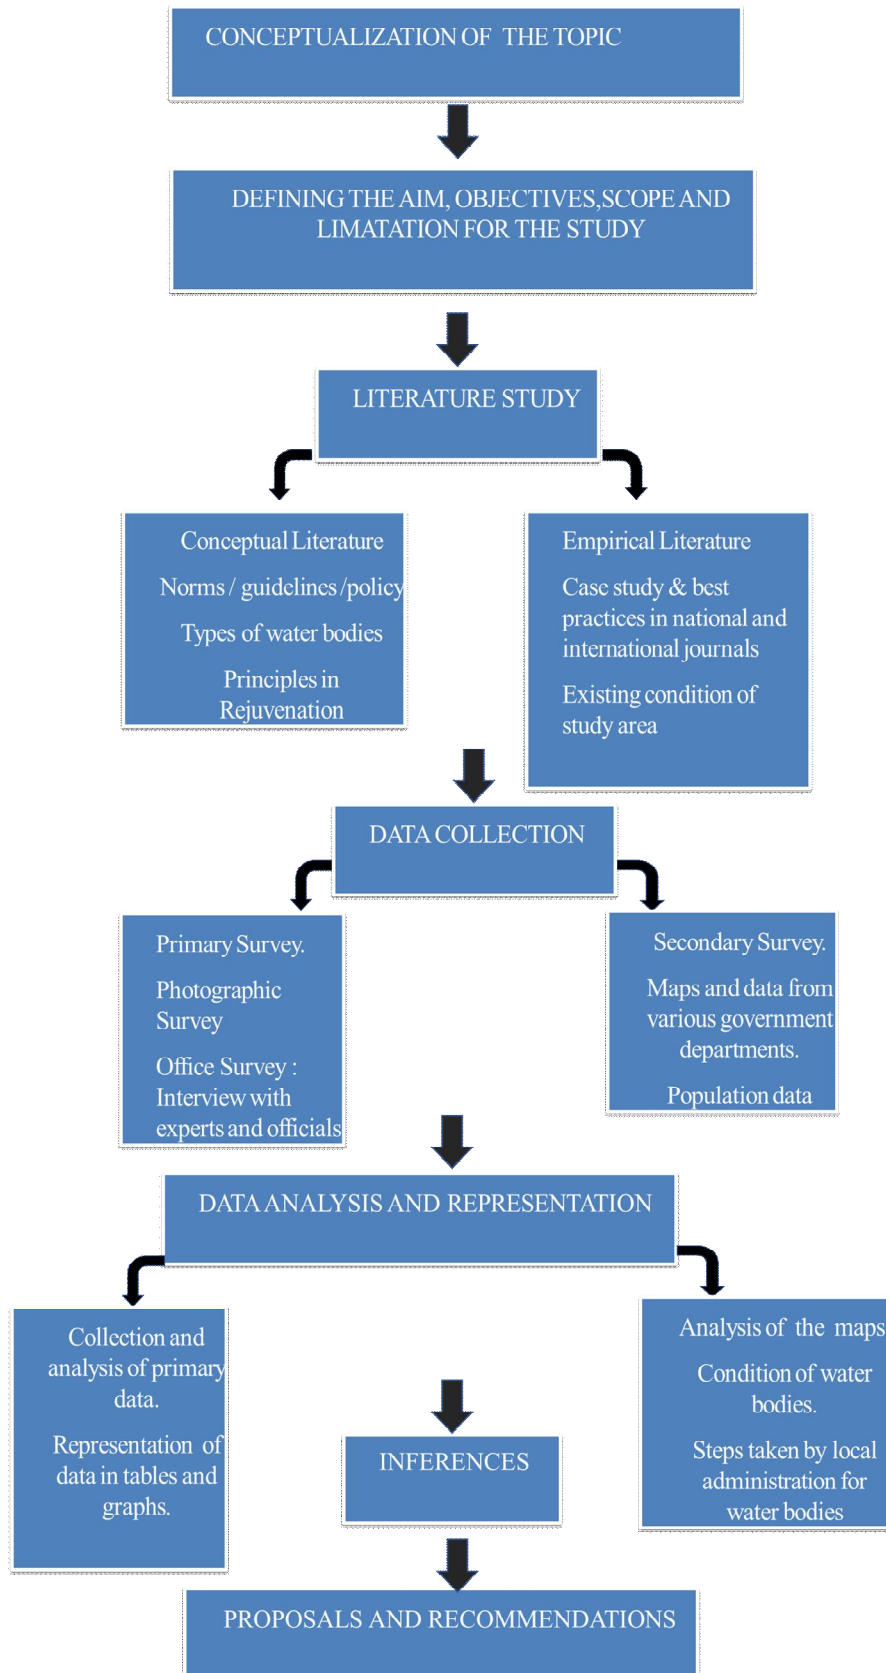 CONCEPTUALIZATION OF THE TOPIC
DEFINING THE AIM, OBJECTIVES,SCOPE AND
LIMATATION FOR THE STUDY
LITERATURE STUDY
Conceptual Literature
Norms / guidelines /policy
Types of water bodies
Principles in
Rejuvenation
Empirical Literature
Case study & best
practices in national and
international journals
Existing condition of
study area
DATA COLLECTION
Primary Survey.
Photographic
Survey
Office Survey :
Interview with
experts and officials
Secondary Survey.
Maps and data from
various government
departments.
Population data
DATA ANALYSIS AND REPRESENTATION
Collection and
analysis of primary
data.
Representation of
data in tables and
graphs.
Analysis of the maps
Condition of water
bodies.
Steps taken by local
administration for
water bodies
INFERENCES
PROPOSALS AND RECOMMENDATIONS